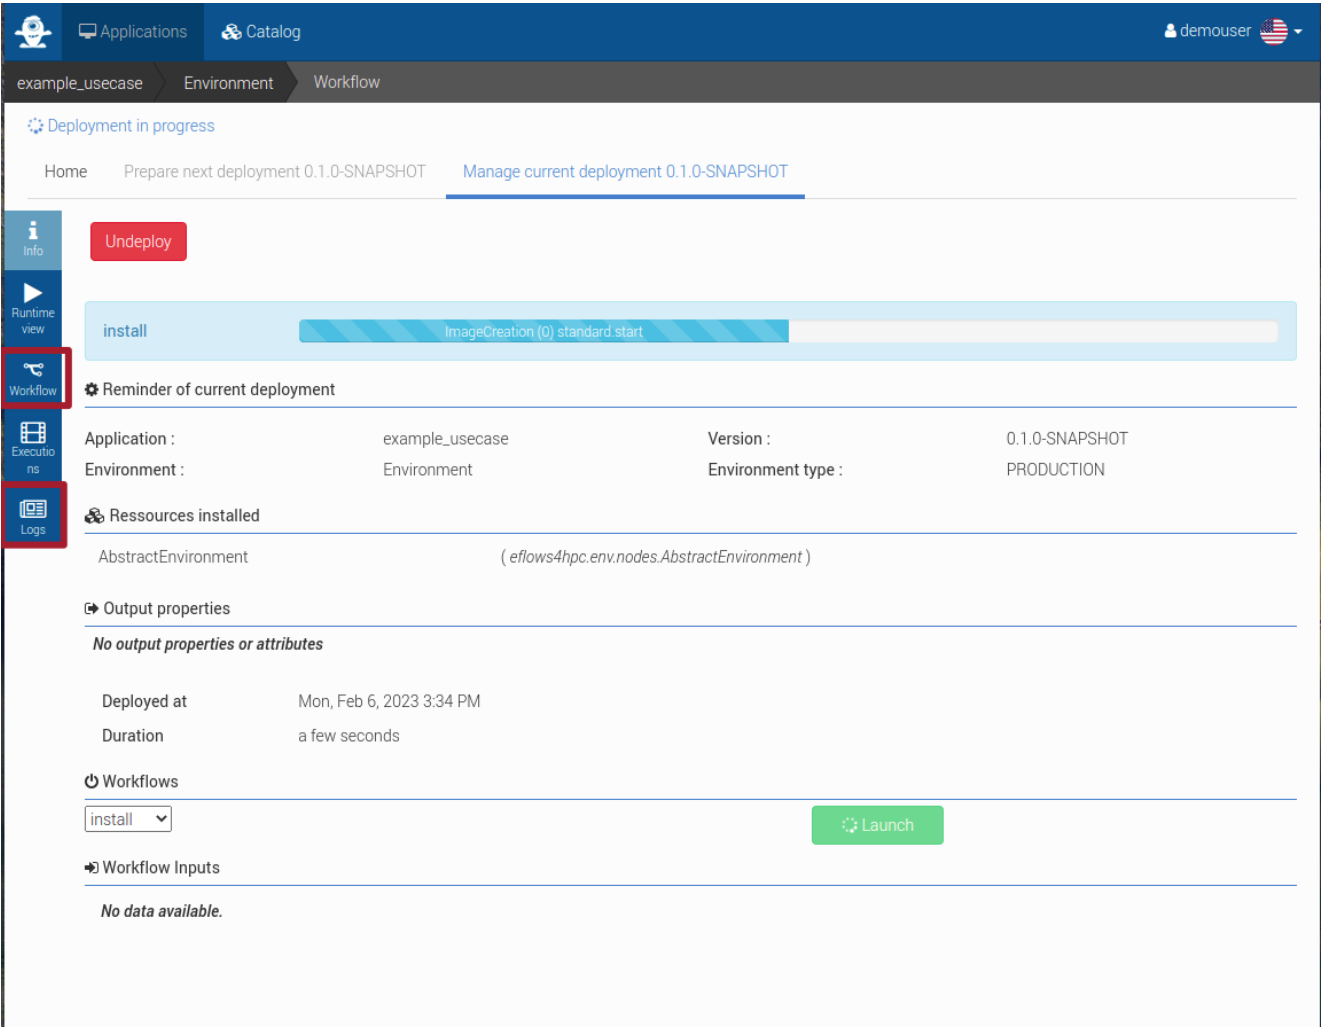 Applications Catalog demouser
example_usecase Environment Workflow
Deployment in progress
Home Prepare next deployment 0.1.0-SNAPSHOT Manage current deployment 0.1.0-SNAPSHOT
Info
Undeploy
Runtime
view
install ImageCreation (0) standard.start
Workflow
Reminder of current deployment
Application : example_usecase Version : 0.1.0-SNAPSHOT
Executio
ns
Environment : Environment Environment type : PRODUCTION
Logs
Ressources installed
AbstractEnvironment ( eflows4hpc.env.nodes.AbstractEnvironment )
Output properties
No output properties or attributes
Deployed at Mon, Feb 6, 2023 3:34 PM
Duration a few seconds
Workflows
install Launch
Workflow Inputs
No data available.